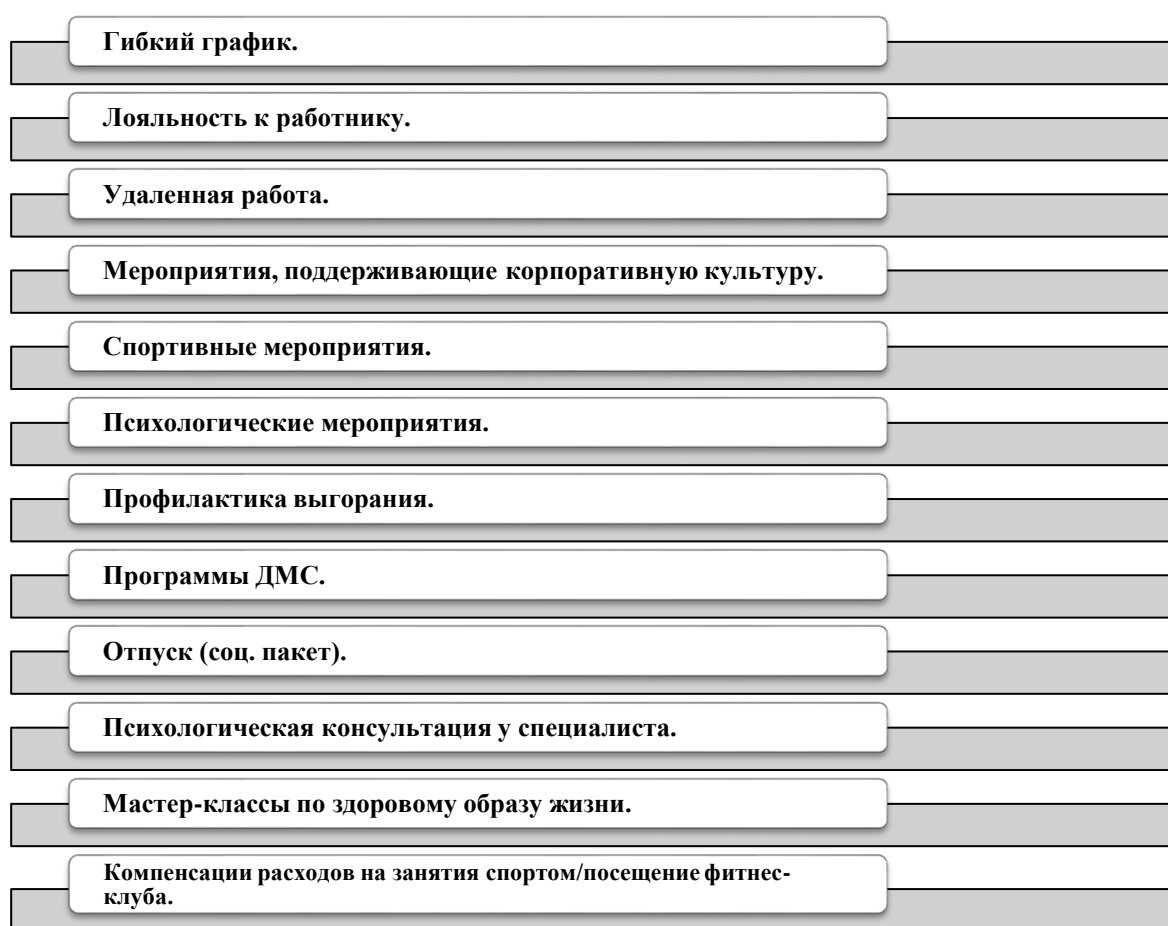 Гибкий график.
Лояльность к работнику.
Удаленная работа.
Мероприятия, поддерживающие корпоративную культуру.
Спортивные мероприятия.
Психологические мероприятия.
Профилактика выгорания.
Программы ДМС.
Отпуск (соц. пакет).
Психологическая консультация у специалиста.
Мастер-классы по здоровому образу жизни.
Компенсации расходов на занятия спортом/посещение фитнес-
клуба.